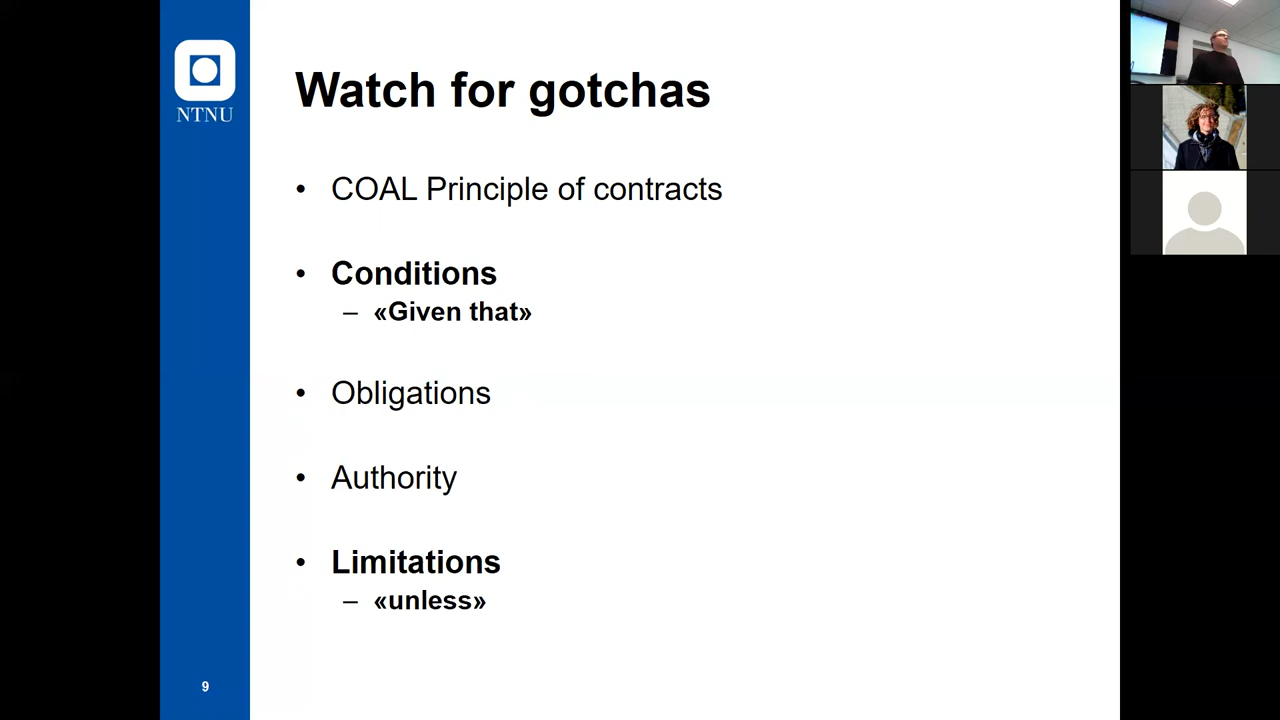 NTNU
Watch for gotchas
• COAL Principle of contracts
• Conditions
– «Given that»
• Obligations
• Authority
• Limitations
– «unless»
9